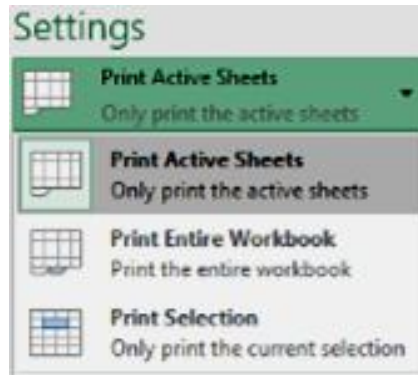 Settings
Print Active Sheets
Only print the active sheets
Print Active Sheets
Only print the active sheets
Print Entire Workbook
Print the entire workbook
Print Selection
Only print the current selection